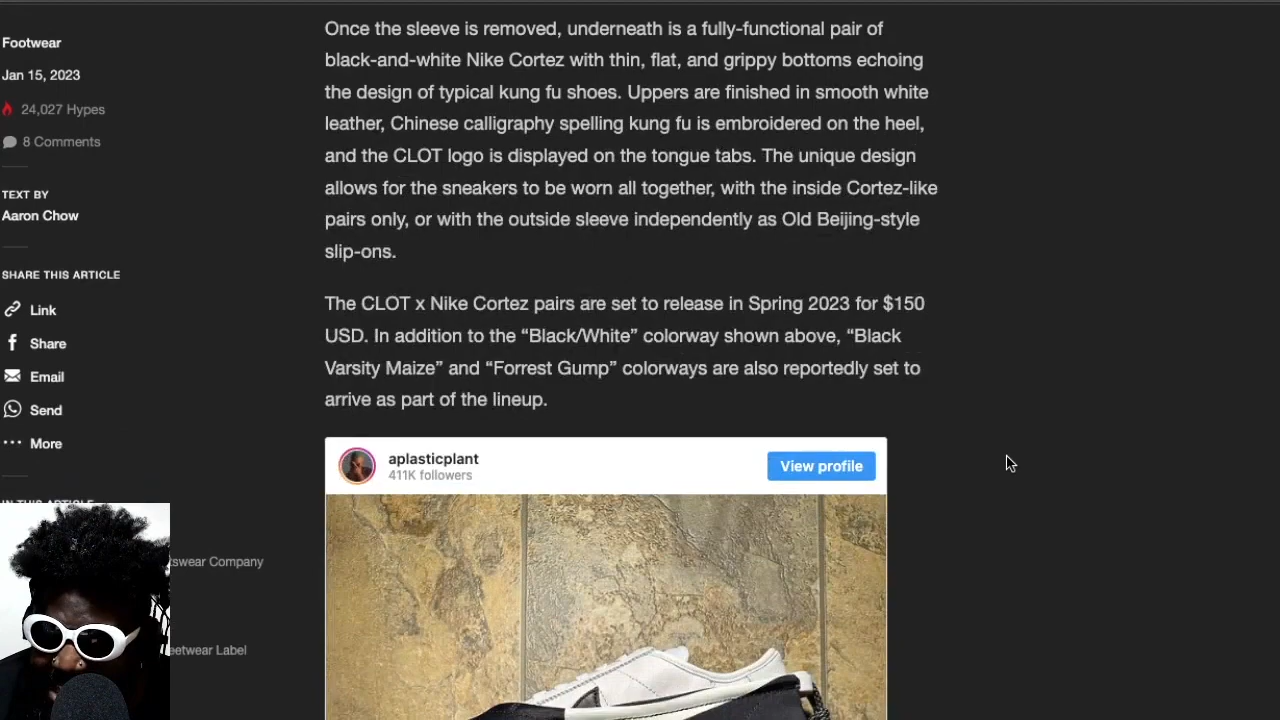 Footwear
Jan 15, 2023
24,027 Hypes
8 Comments
TEXT BY
Aaron Chow
SHARE THIS ARTICLE
Link
Share
Email
Send
More
IN THIS ARTICLE
tswear Company
eetwear Label
Once the sleeve is removed, underneath is a fully-functional pair of
black-and-white Nike Cortez with thin, flat, and grippy bottoms echoing
the design of typical kung fu shoes. Uppers are finished in smooth white
leather, Chinese calligraphy spelling kung fu is embroidered on the heel,
and the CLOT logo is displayed on the tongue tabs. The unique design
allows for the sneakers to be worn all together, with the inside Cortez-like
pairs only, or with the outside sleeve independently as Old Beijing-style
slip-ons.
The CLOT x Nike Cortez pairs are set to release in Spring 2023 for $150
USD. In addition to the “Black/White” colorway shown above, “Black
Varsity Maize” and “Forrest Gump” colorways are also reportedly set to
arrive as part of the lineup.
aplasticplant
411K followers
View profile